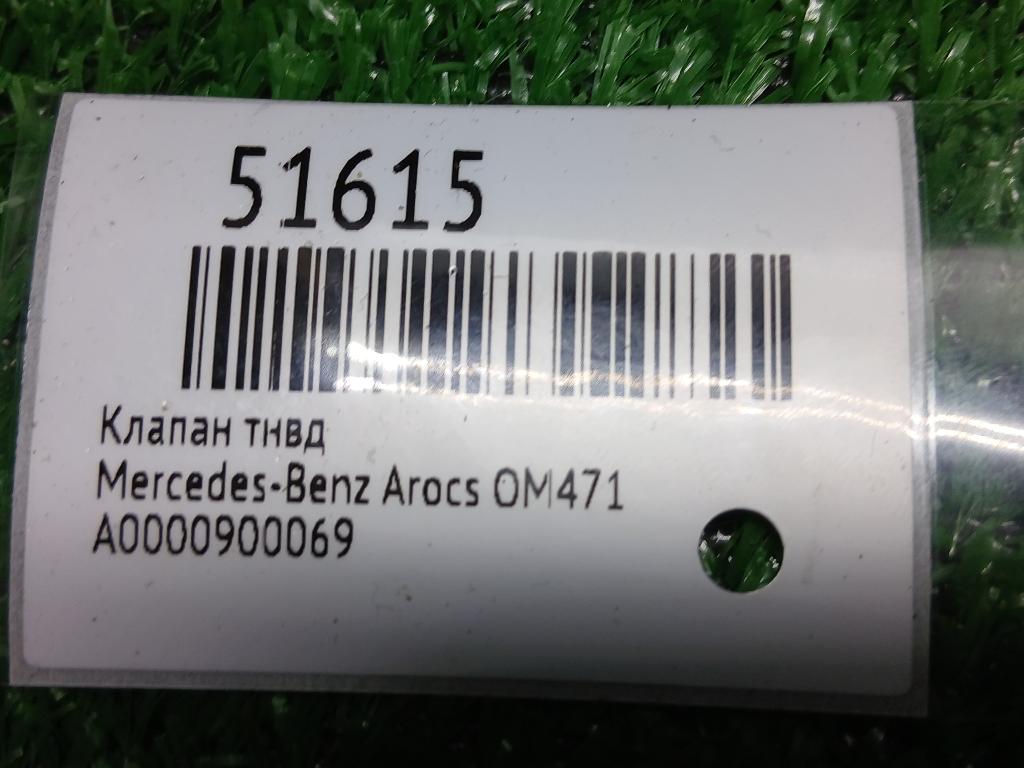 51615
Клапан тнвд
Mercedes-Benz Arocs OM471
A0000900069